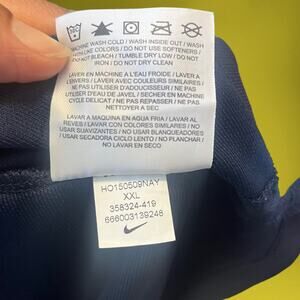 MACHINE WASH COLD / WASH INSIDE OUT / WASH
WITH LIKE COLORS / DO NOT USE SOFTENERS
/ DO NOT BLEACH / TUMBLE DRY LOW / DO NOT
IRON / DO NOT DRY CLEAN
LAVER EN MACHINE A L'EAU FROIDE / LAVER A
L'ENVERS / LAVER AVEC COULEURS SIMILAIRES /
NE PAS UTILISER D'ADOUCISSEUR / NE PAS
UTILISER D'EAU DE JAVEL / SECHER EN MACHINE
CYCLE DELICAT / NE PAS REPASSER / NE PAS
NETTOYER A SEC
LAVAR A MAQUINA EN AGUA FRIA / LAVAR AL
REVES / LAVAR CON COLORES SIMILARES / NO
USAR SUAVIZANTES / NO USAR BLANQUEADOR /
SECADORA CICLO LENTO / NO PLANCHAR /
NO LAVAR EN SECO
HO150509NAY
XXL
358324-419
666003139248